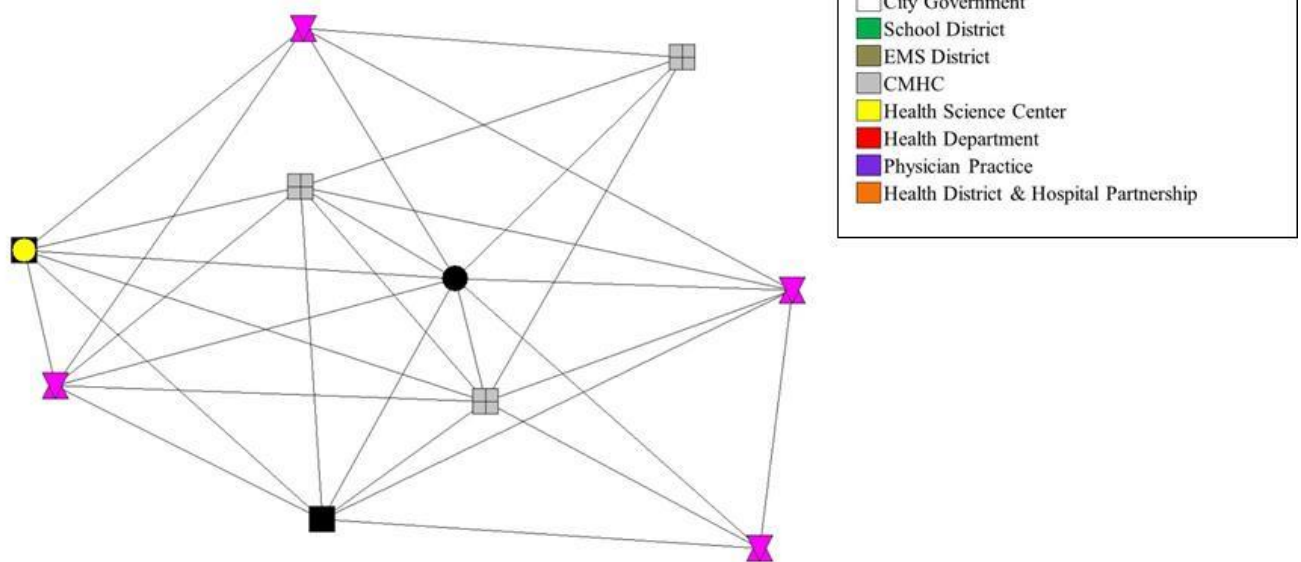 City Government
School District
EMS District
CMHC
Health Science Center
Health Department
Physician Practice
Health District & Hospital Partnership